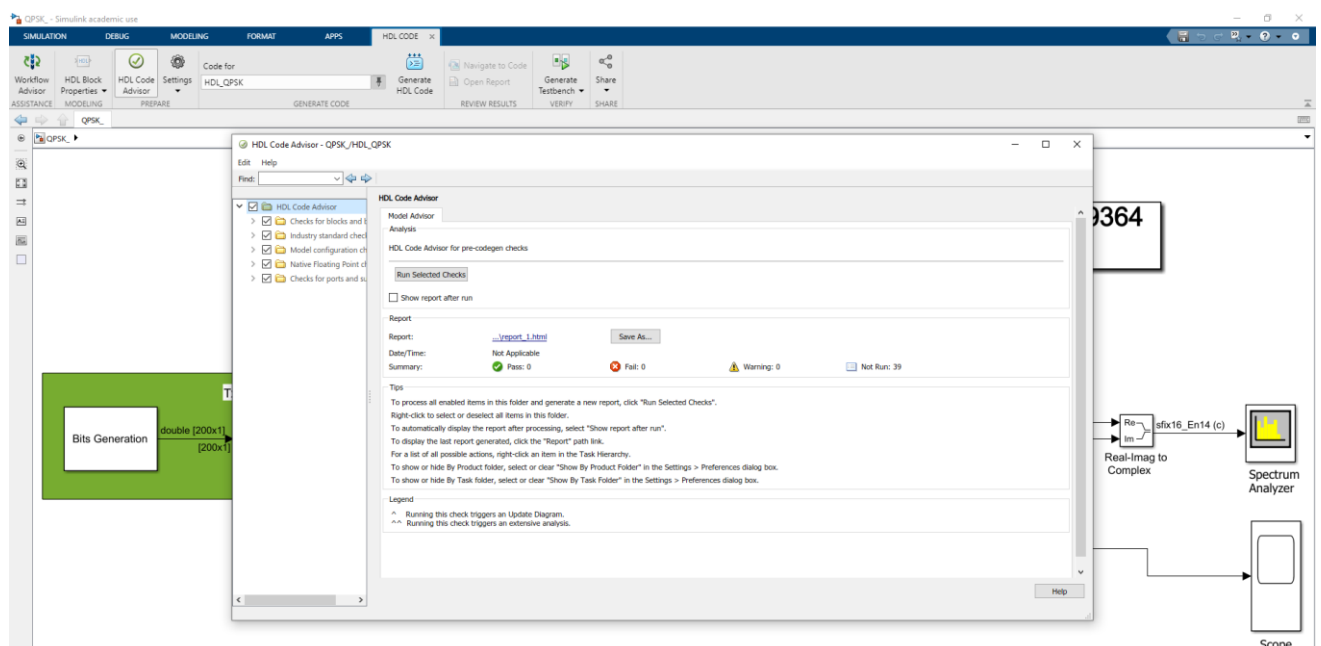 QPSK_ - Simulink academic use
SIMULATION DEBUG MODELING FORMAT APPS HDL CODE
Workflow Advisor
HDL Block Properties
HDL Code Advisor
Settings
Code for
HDL_QPSK
Generate HDL Code
Navigate to Code
Open Report
Generate Testbench
Share
ASSISTANCE MODELING PREPARE GENERATE CODE REVIEW RESULTS VERIFY SHARE
QPSK_
QPSK_
HDL Code Advisor - QPSK_/HDL_QPSK
Edit Help
Find:
HDL Code Advisor
Checks for blocks and b
Industry standard check
Model configuration ch
Native Floating Point ch
Checks for ports and su
HDL Code Advisor
Model Advisor
Analysis
HDL Code Advisor for pre-codegen checks
Run Selected Checks
Show report after run
Report
Report: ...\report_1.html Save As...
Date/Time: Not Applicable
Summary: Pass: 0 Fail: 0 Warning: 0 Not Run: 39
Tips
To process all enabled items in this folder and generate a new report, click "Run Selected Checks".
Right-click to select or deselect all items in this folder.
To automatically display the report after processing, select "Show report after run".
To display the last report generated, click the "Report" path link.
For a list of all possible actions, right-click an item in the Task Hierarchy.
To show or hide By Product folder, select or clear "Show By Product Folder" in the Settings > Preferences dialog box.
To show or hide By Task folder, select or clear "Show By Task Folder" in the Settings > Preferences dialog box.
Legend
^ Running this check triggers an Update Diagram.
^^ Running this check triggers an extensive analysis.
Help
9364
T
Bits Generation
double [200x1]
[200x1]
Re
Im
sfix16_En14 (c)
Real-Imag to
Complex
Spectrum
Analyzer
Scope